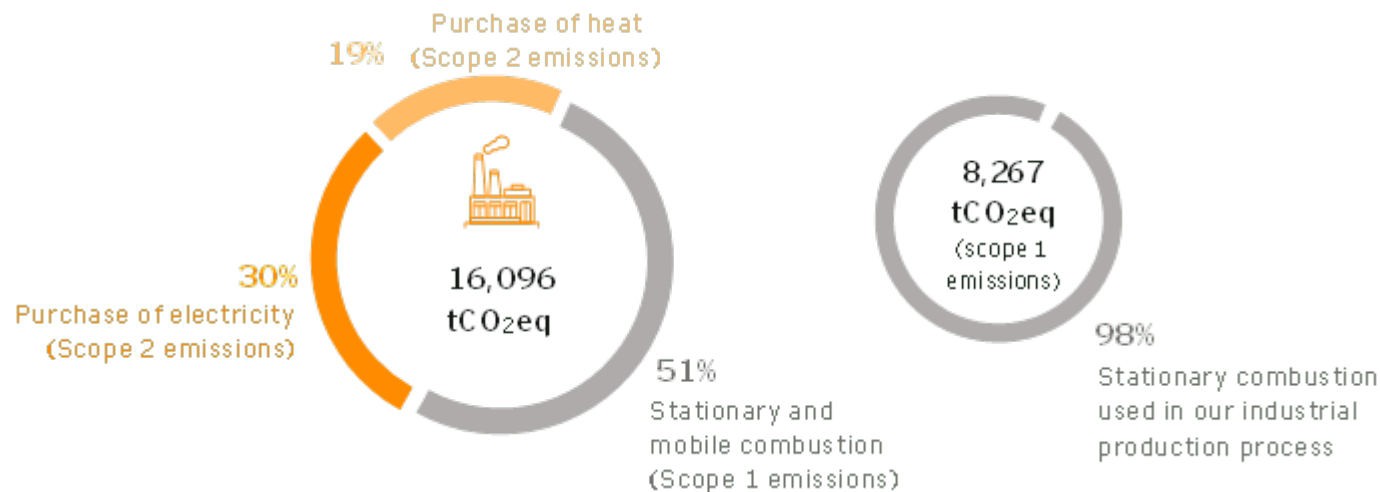 Purchase of heat
19% (Scope 2 emissions)
16,096
tCO₂eq
30%
Purchase of electricity
(Scope 2 emissions)
51%
Stationary and
mobile combustion
(Scope 1 emissions)
8,267
tCO₂eq
(scope 1
emissions)
98%
Stationary combustion
used in our industrial
production process